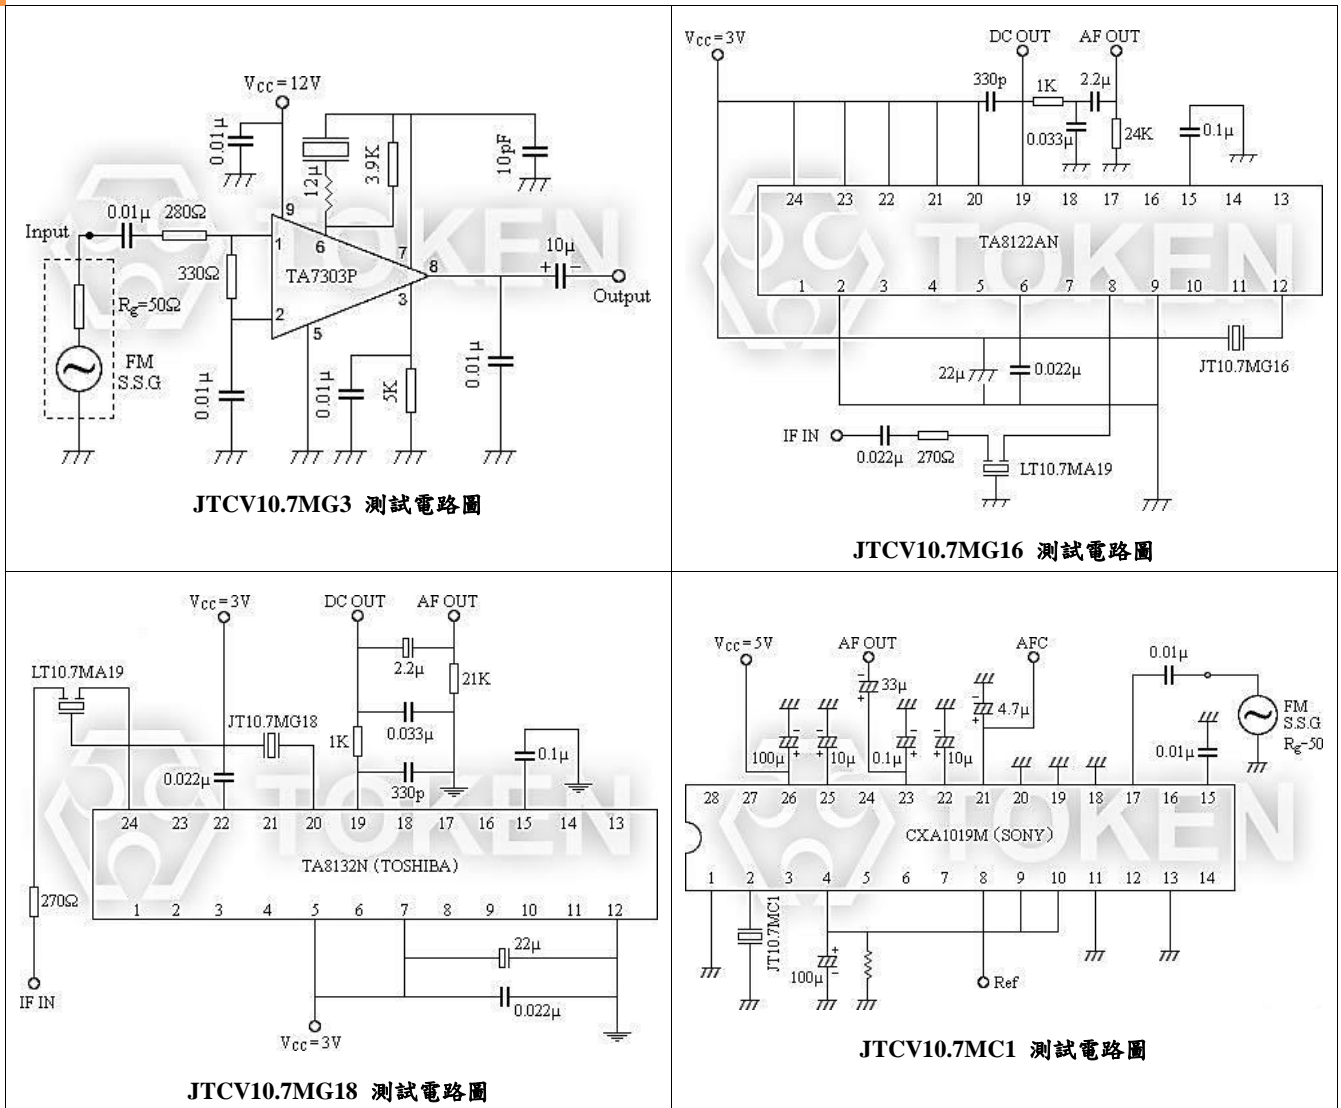 V_CC=12V
0.01μ
12μ
3.9K
10pF
Input
0.01μ
280Ω
9
1
6
7
8
TA7303P
330Ω
2
3
5
10μ
+ −
Output
R_g=50Ω
FM
S.S.G
0.01μ
0.01μ
5K
0.01μ
TOKEN
JTCV10.7MG3 測試電路圖
V_CC=3V
DC OUT
AF OUT
330p
1K
2.2μ
0.033μ
24K
0.1μ
24 23 22 21 20 19 18 17 16 15 14 13
TA8122AN
1 2 3 4 5 6 7 8 9 10 11 12
22μ
0.022μ
JT10.7MG16
IF IN
0.022μ
270Ω
LT10.7MA19
TOKEN
JTCV10.7MG16 測試電路圖
V_CC=3V
DC OUT
AF OUT
LT10.7MA19
2.2μ
21K
JT10.7MG18
1K
0.033μ
0.022μ
330p
0.1μ
24 23 22 21 20 19 18 17 16 15 14 13
TA8132N (TOSHIBA)
1 2 3 4 5 6 7 8 9 10 11 12
270Ω
IF IN
22μ
0.022μ
V_CC=3V
TOKEN
JTCV10.7MG18 測試電路圖
V_CC=5V
AF OUT
AFC
0.01μ
33μ
4.7μ
FM
S.S.G
R_g-50
100μ
10μ
0.1μ
10μ
0.01μ
28 27 26 25 24 23 22 21 20 19 18 17 16 15
CXA1019M (SONY)
1 2 3 4 5 6 7 8 9 10 11 12 13 14
JT10.7MC1
100μ
Ref
TOKEN
JTCV10.7MC1 測試電路圖